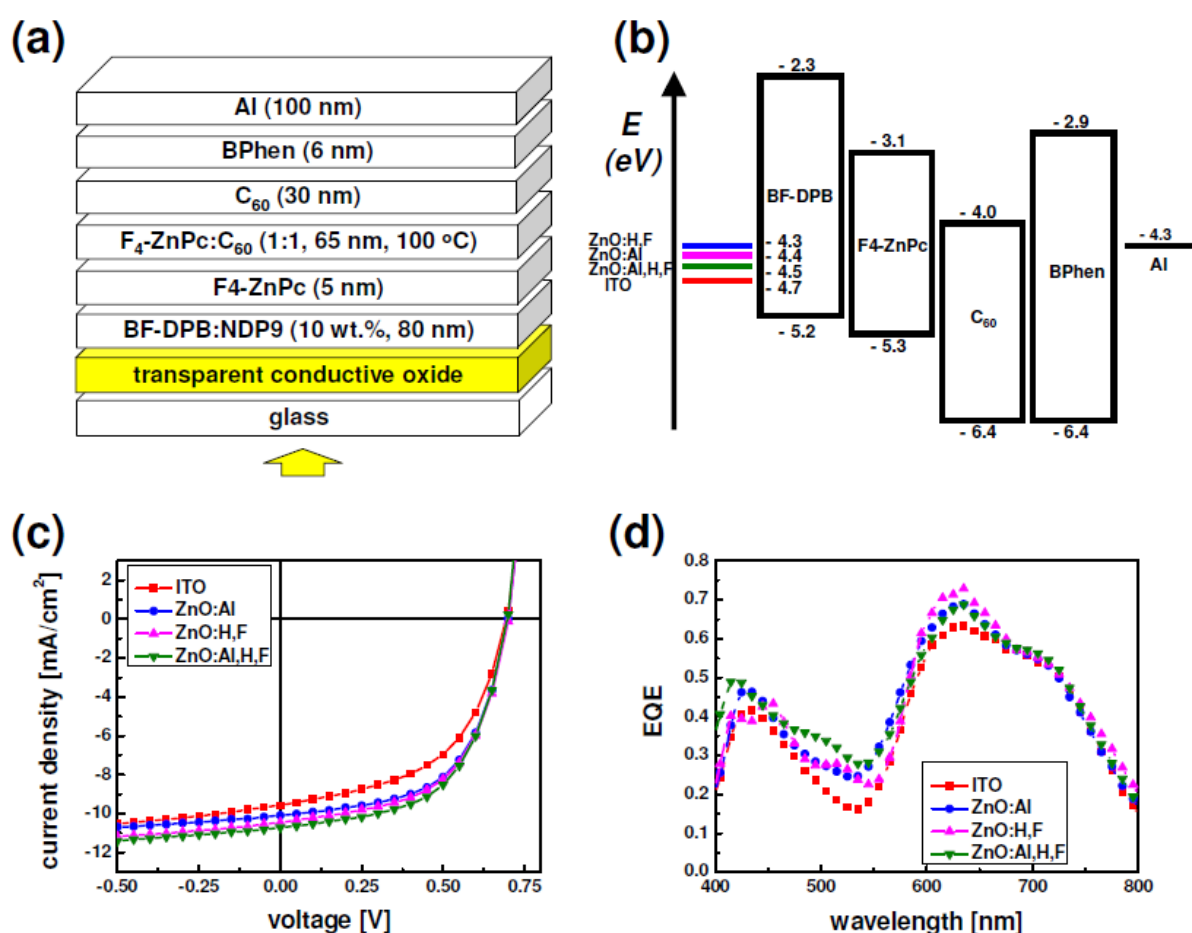 (a)
Al (100 nm)
BPhen (6 nm)
C60 (30 nm)
F4-ZnPc:C60 (1:1, 65 nm, 100 oC)
F4-ZnPc (5 nm)
BF-DPB:NDP9 (10 wt.%, 80 nm)
transparent conductive oxide
glass
(b)
E
(eV)
ZnO:H,F
ZnO:Al
ZnO:Al,H,F
ITO
- 2.3
BF-DPB
- 4.3
- 4.4
- 4.5
- 4.7
- 5.2
- 3.1
F4-ZnPc
- 5.3
- 4.0
C60
- 6.4
- 2.9
BPhen
- 6.4
- 4.3
Al
(c)
current density [mA/cm2]
2
0
-2
-4
-6
-8
-10
-12
ITO
ZnO:Al
ZnO:H,F
ZnO:Al,H,F
-0.50
-0.25
0.00
0.25
0.50
0.75
voltage [V]
(d)
EQE
0.8
0.7
0.6
0.5
0.4
0.3
0.2
0.1
0.0
ITO
ZnO:Al
ZnO:H,F
ZnO:Al,H,F
400
500
600
700
800
wavelength [nm]